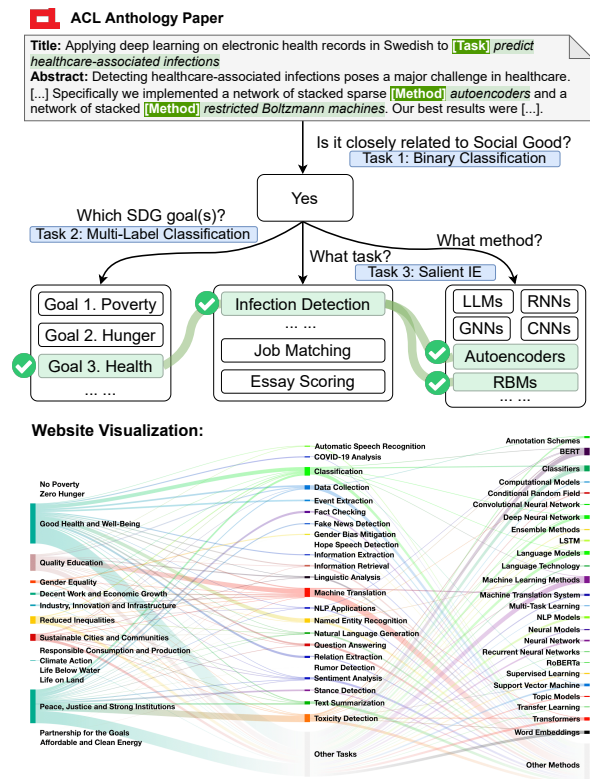 ACL Anthology Paper
Title: Applying deep learning on electronic health records in Swedish to [Task] predict
healthcare-associated infections
Abstract: Detecting healthcare-associated infections poses a major challenge in healthcare.
[...] Specifically we implemented a network of stacked sparse [Method] autoencoders and a
network of stacked [Method] restricted Boltzmann machines. Our best results were [...].
Is it closely related to Social Good?
Task 1: Binary Classification
Yes
Which SDG goal(s)?
Task 2: Multi-Label Classification
What task?
What method?
Task 3: Salient IE
Goal 1. Poverty
Goal 2. Hunger
Goal 3. Health
... ...
Infection Detection
... ...
Job Matching
Essay Scoring
LLMs
RNNs
GNNs
CNNs
Autoencoders
RBMs
... ...
Website Visualization:
No Poverty
Zero Hunger
Good Health and Well-Being
Quality Education
Gender Equality
Decent Work and Economic Growth
Industry, Innovation and Infrastructure
Reduced Inequalities
Sustainable Cities and Communities
Responsible Consumption and Production
Climate Action
Life Below Water
Life on Land
Peace, Justice and Strong Institutions
Partnership for the Goals
Affordable and Clean Energy
Automatic Speech Recognition
COVID-19 Analysis
Classification
Data Collection
Event Extraction
Fact Checking
Fake News Detection
Gender Bias Mitigation
Hope Speech Detection
Information Extraction
Information Retrieval
Linguistic Analysis
Machine Translation
NLP Applications
Named Entity Recognition
Natural Language Generation
Question Answering
Relation Extraction
Rumor Detection
Sentiment Analysis
Stance Detection
Text Summarization
Toxicity Detection
Other Tasks
Annotation Schemes
BERT
Classifiers
Computational Models
Conditional Random Field
Convolutional Neural Network
Deep Neural Network
Ensemble Methods
LSTM
Language Models
Language Technology
Machine Learning Methods
Machine Translation System
Multi-Task Learning
NLP Models
Neural Models
Neural Network
Recurrent Neural Networks
RoBERTs
Supervised Learning
Support Vector Machine
Topic Models
Transfer Learning
Transformers
Word Embeddings
Other Methods